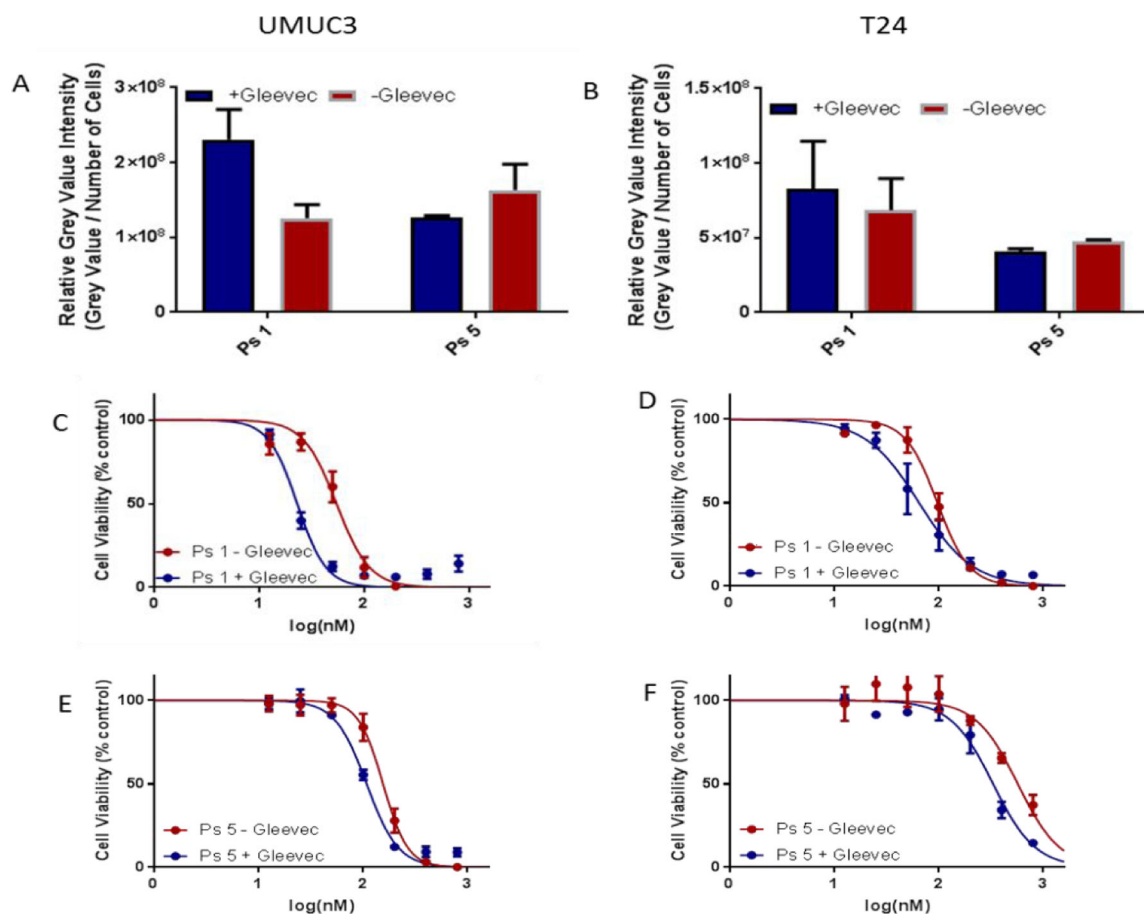 UMUC3
T24
A
Relative Grey Value Intensity
(Grey Value / Number of Cells)
3×10⁸
2×10⁸
1×10⁸
0
+Gleevec
-Gleevec
Ps 1
Ps 5
B
Relative Grey Value Intensity
(Grey Value / Number of Cells)
1.5×10⁸
1×10⁸
5×10⁷
0
+Gleevec
-Gleevec
Ps 1
Ps 5
C
Cell Viability (% control)
100
50
0
Ps 1 - Gleevec
Ps 1 + Gleevec
0 1 2 3
log(nM)
D
Cell Viability (% control)
100
50
0
Ps 1 - Gleevec
Ps 1 + Gleevec
0 1 2 3
log(nM)
E
Cell Viability (% control)
100
50
0
Ps 5 - Gleevec
Ps 5 + Gleevec
0 1 2 3
log(nM)
F
Cell Viability (% control)
100
50
0
Ps 5 - Gleevec
Ps 5 + Gleevec
0 1 2 3
log(nM)